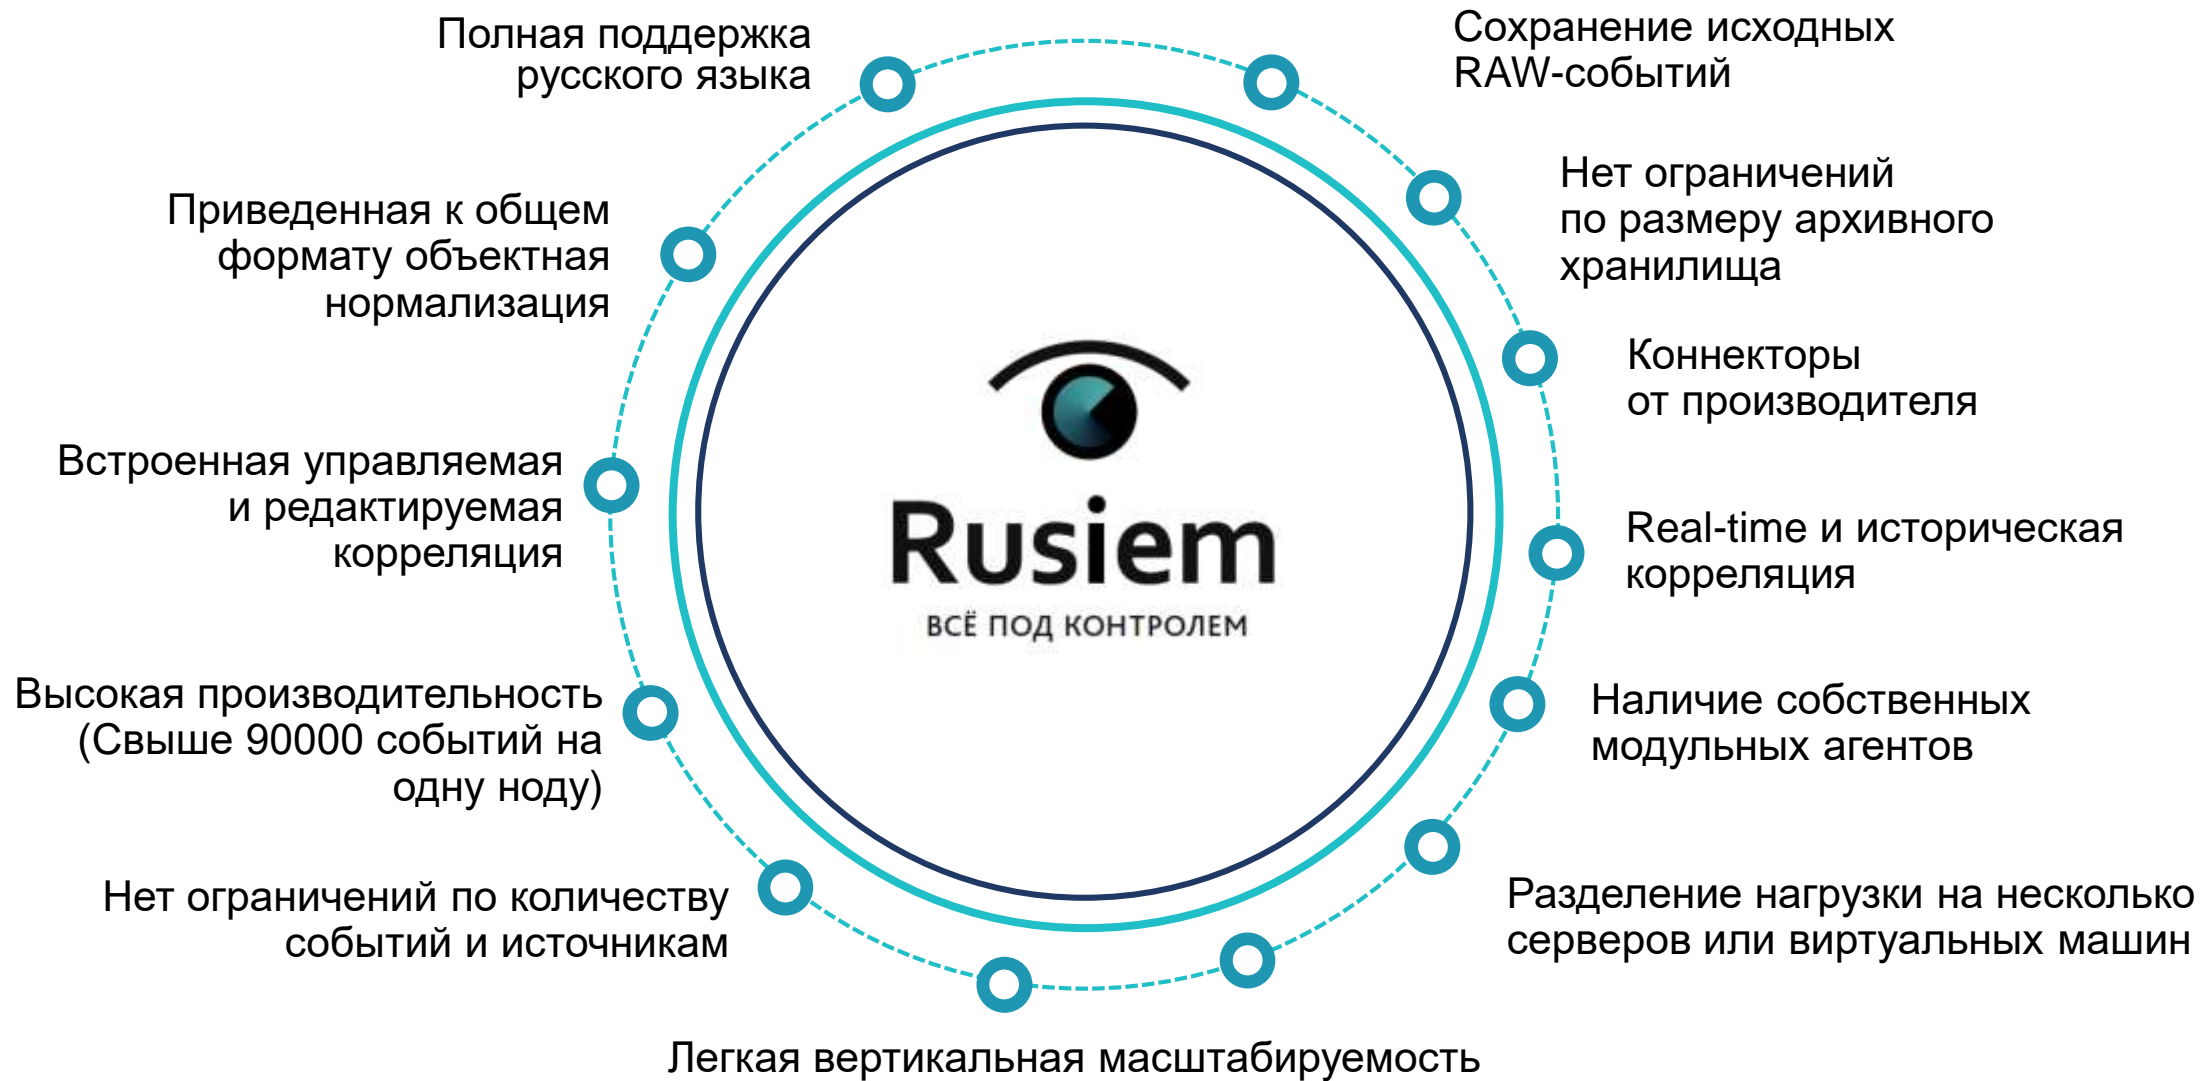 Полная поддержка
русского языка
Приведенная к общем
формату объектная
нормализация
Встроенная управляемая
и редактируемая
корреляция
Высокая производительность
(Свыше 90000 событий на
одну ноду)
Нет ограничений по количеству
событий и источникам
Легкая вертикальная масштабируемость
Rusiem
ВСЁ ПОД КОНТРОЛЕМ
Сохранение исходных
RAW-событий
Нет ограничений
по размеру архивного
хранилища
Коннекторы
от производителя
Real-time и историческая
корреляция
Наличие собственных
модульных агентов
Разделение нагрузки на несколько
серверов или виртуальных машин